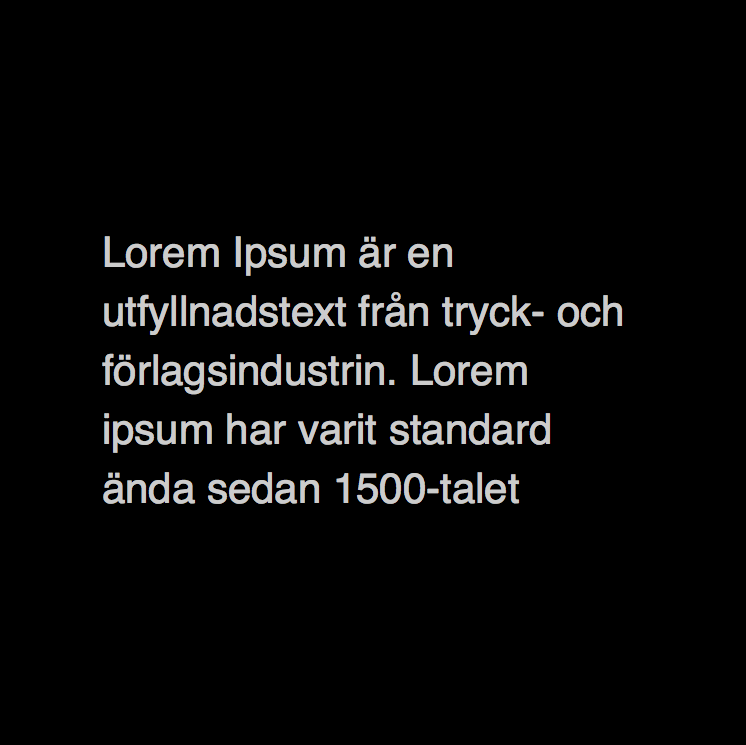 Lorem Ipsum är en
utfyllnadstext från tryck- och
förlagsindustrin. Lorem
ipsum har varit standard
ända sedan 1500-talet